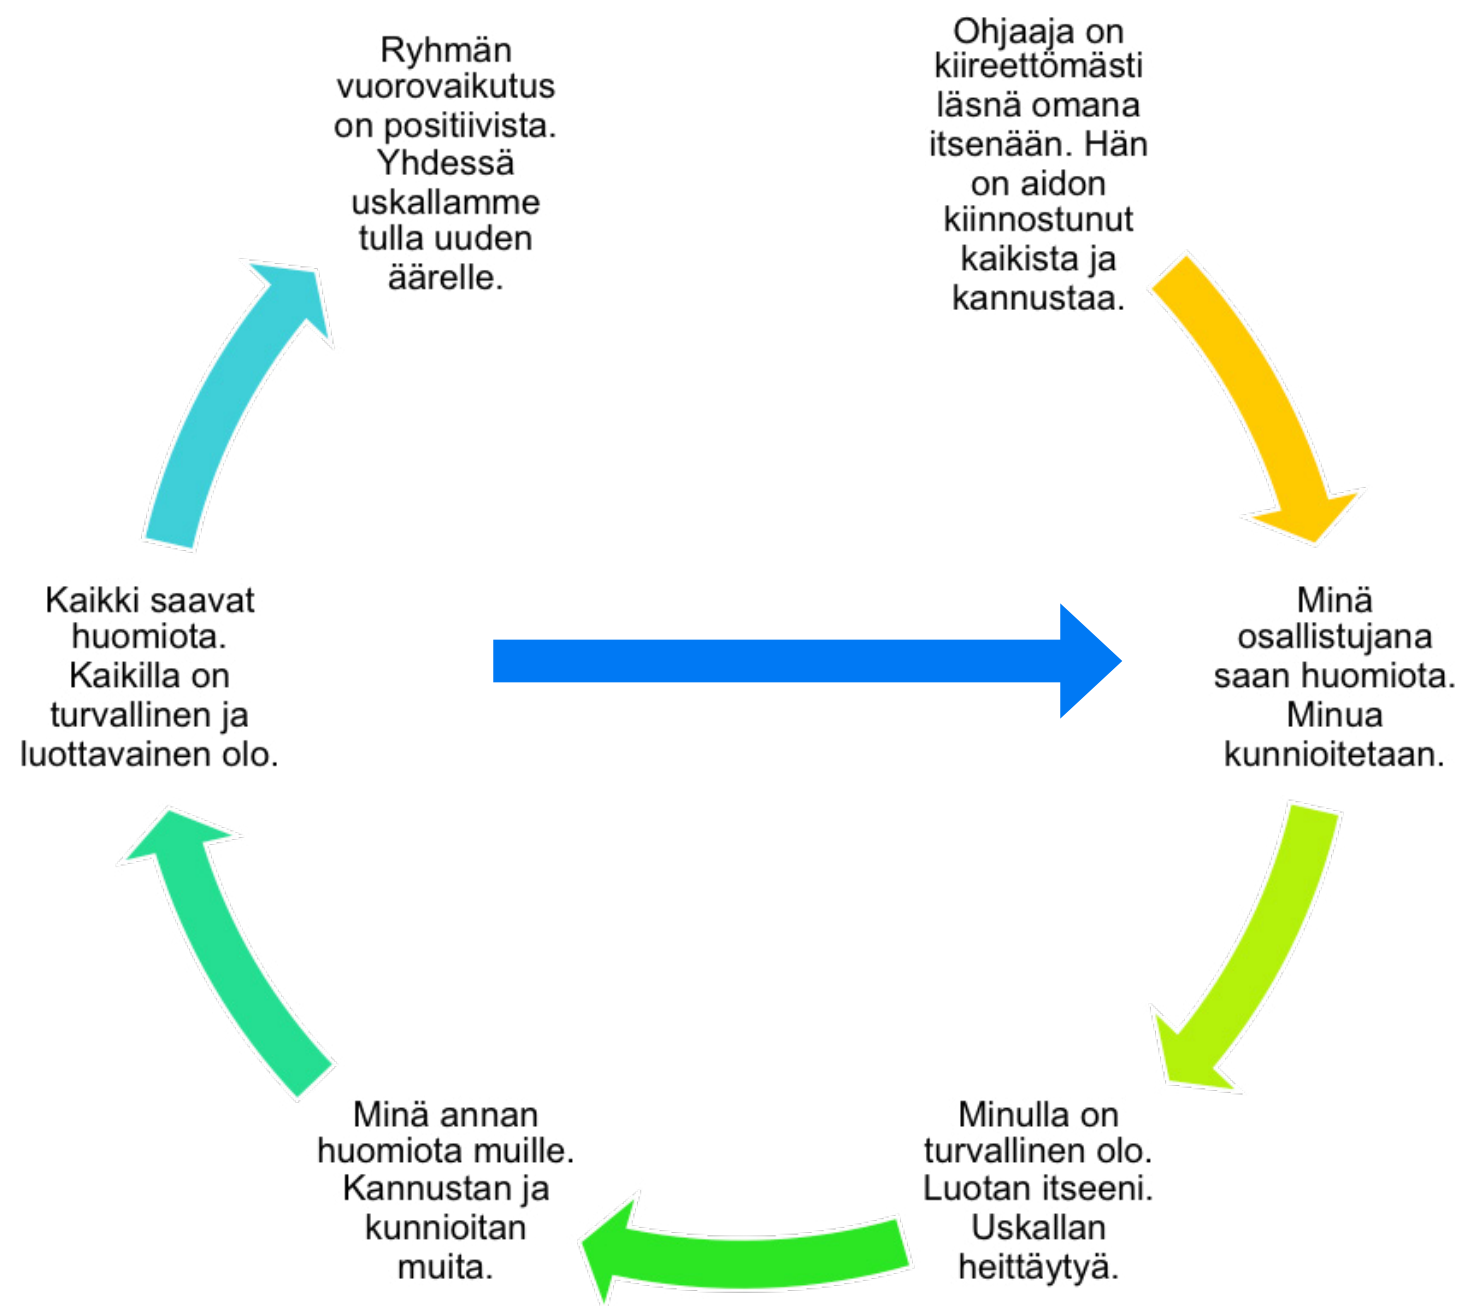 Ryhmän
vuorovaikutus
on positiivista.
Yhdessä
uskallamme
tulla uuden
äärelle.
Ohjaaja on
kiireettömästi
läsnä omana
itsenään. Hän
on aidon
kiinnostunut
kaikista ja
kannustaa.
Minä
osallistujana
saan huomiota.
Minua
kunnioitetaan.
Minulla on
turvallinen olo.
Luotan itseeni.
Uskallan
heittäytyä.
Minä annan
huomiota muille.
Kannustan ja
kunnioitan
muita.
Kaikki saavat
huomiota.
Kaikilla on
turvallinen ja
luottavainen olo.